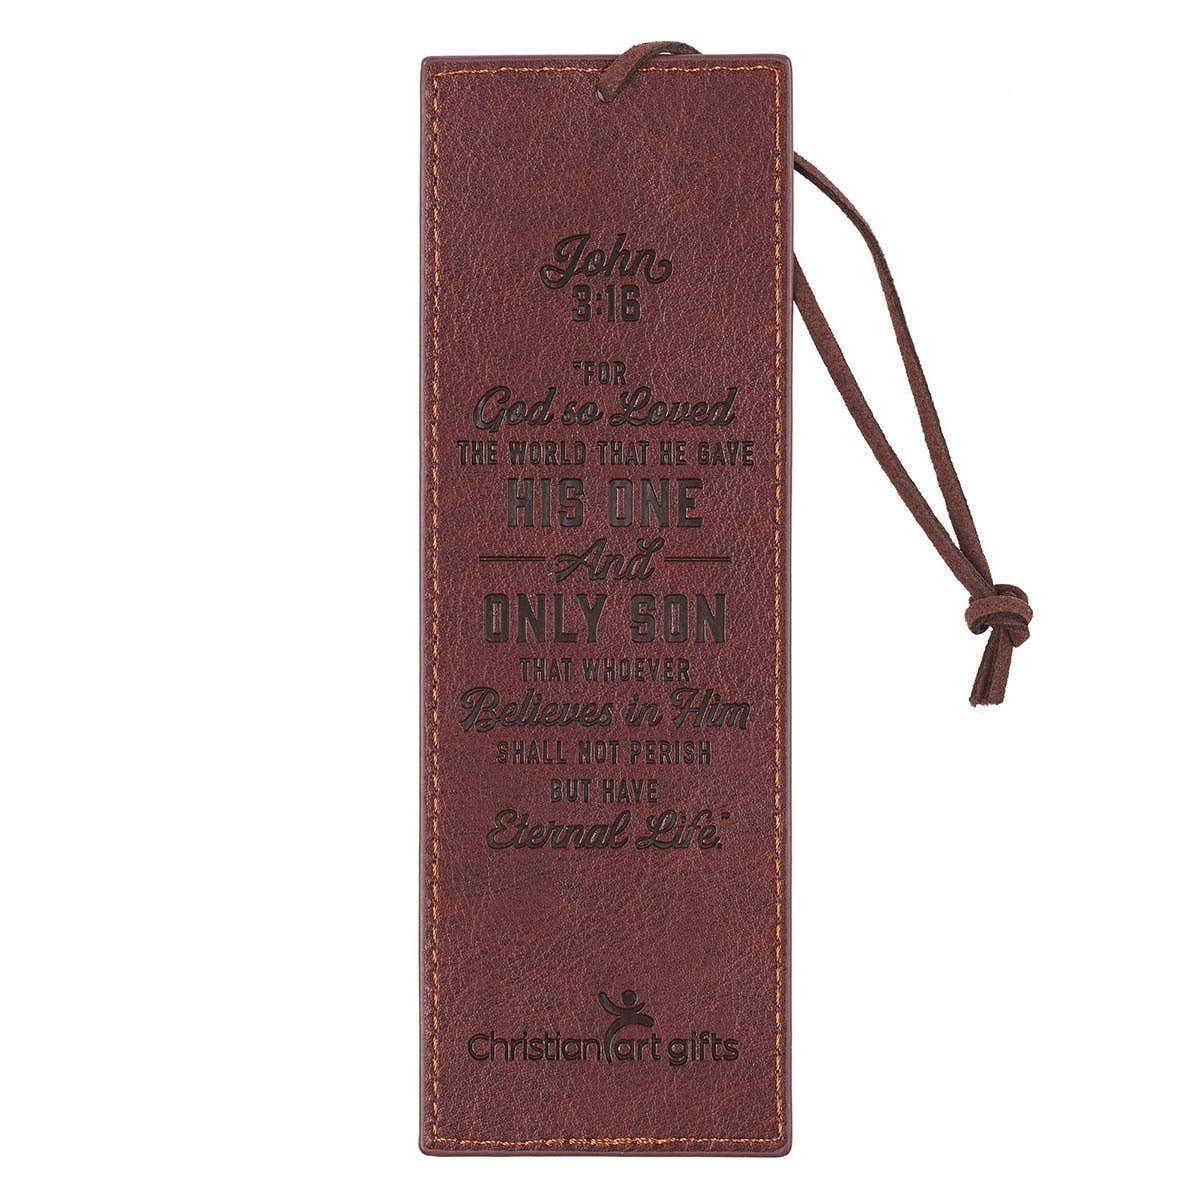 John
3:16
"FOR
God so Loved
THE WORLD THAT HE GAVE
HIS ONE
And
ONLY SON
THAT WHOEVER
Believes in Him
SHALL NOT PERISH
BUT HAVE
Eternal Life."
Christian art gifts